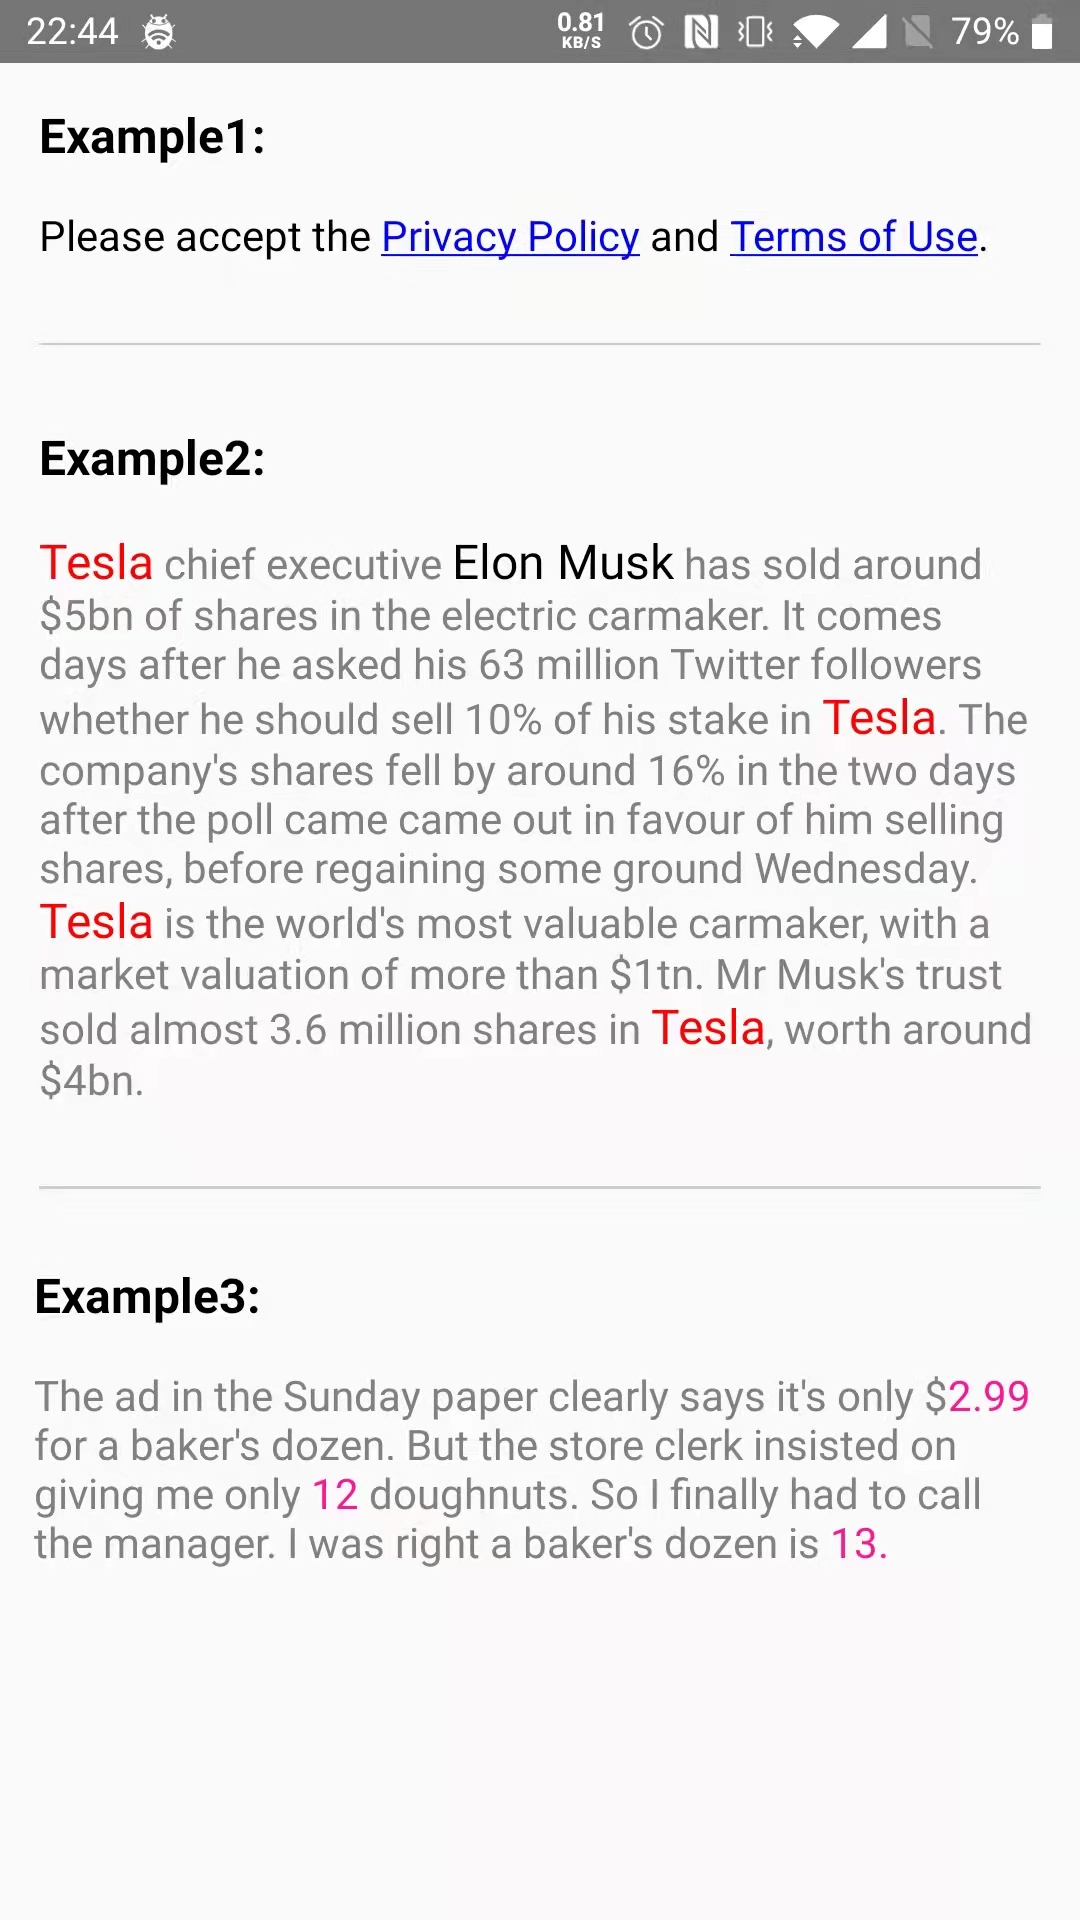 22:44 0.81 KB/S 79%
Example1:
Please accept the Privacy Policy and Terms of Use.
Example2:
Tesla chief executive Elon Musk has sold around
$5bn of shares in the electric carmaker. It comes
days after he asked his 63 million Twitter followers
whether he should sell 10% of his stake in Tesla. The
company's shares fell by around 16% in the two days
after the poll came came out in favour of him selling
shares, before regaining some ground Wednesday.
Tesla is the world's most valuable carmaker, with a
market valuation of more than $1tn. Mr Musk's trust
sold almost 3.6 million shares in Tesla, worth around
$4bn.
Example3:
The ad in the Sunday paper clearly says it's only $2.99
for a baker's dozen. But the store clerk insisted on
giving me only 12 doughnuts. So I finally had to call
the manager. I was right a baker's dozen is 13.